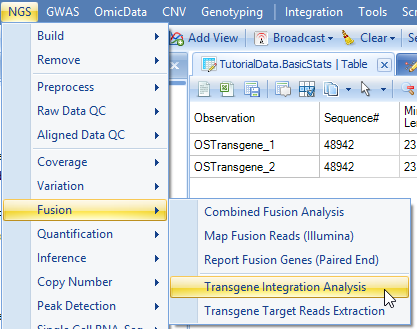 NGS GWAS OmicData CNV Genotyping Integration Tools
Build
Add View Broadcast Clear
Remove
TutorialData.BasicStats | Table
Preprocess
Raw Data QC
Aligned Data QC
Observation Sequence#
OSTransgene_1 48942 23
Coverage
OSTransgene_2 48942 23
Variation
Fusion
Combined Fusion Analysis
Quantification
Map Fusion Reads (Illumina)
Inference
Report Fusion Genes (Paired End)
Copy Number
Transgene Integration Analysis
Peak Detection
Transgene Target Reads Extraction